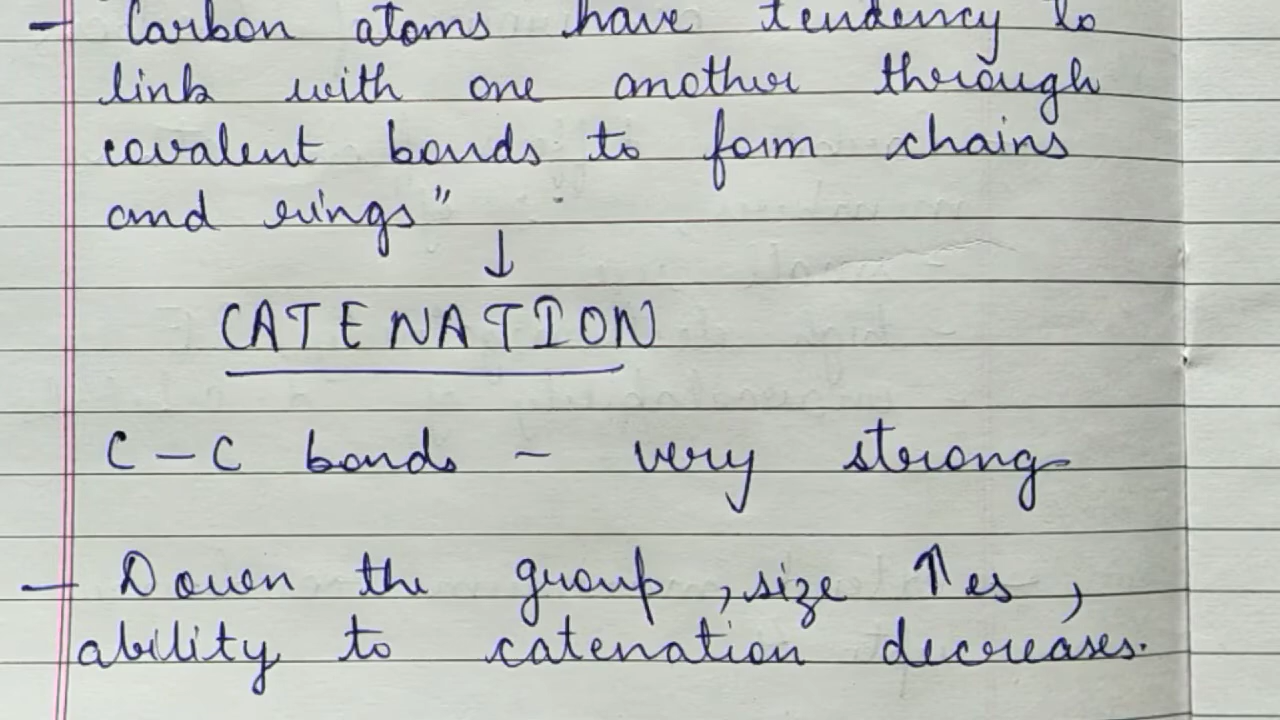 - Carbon atoms have tendency to
link with one another through
covalent bonds to form chains
and rings"
↓
CATENATION
C-C bonds - very strong
- Down the group, size ↑es,
ability to catenation decreases.